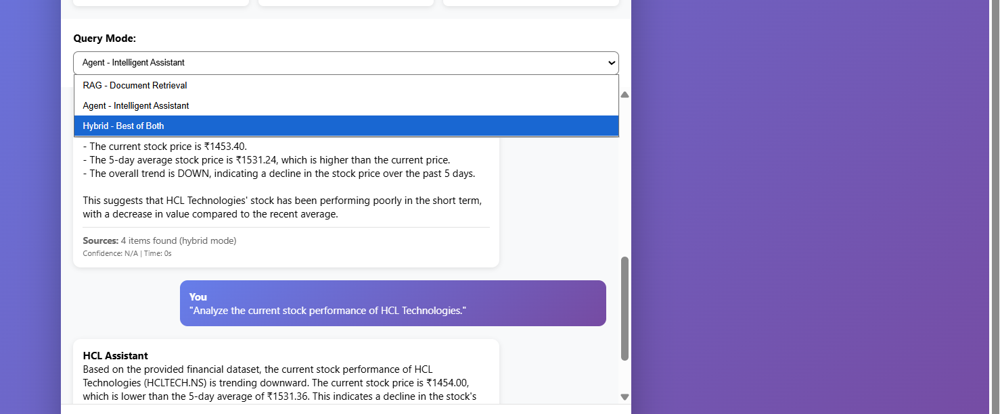 Query Mode:
Agent - Intelligent Assistant
RAG - Document Retrieval
Agent - Intelligent Assistant
Hybrid - Best of Both
- The current stock price is ₹1453.40.
- The 5-day average stock price is ₹1531.24, which is higher than the current price.
- The overall trend is DOWN, indicating a decline in the stock price over the past 5 days.
This suggests that HCL Technologies' stock has been performing poorly in the short term,
with a decrease in value compared to the recent average.
Sources: 4 items found (hybrid mode)
Confidence: N/A | Time: 0s
You
"Analyze the current stock performance of HCL Technologies."
HCL Assistant
Based on the provided financial dataset, the current stock performance of HCL
Technologies (HCLTECH.NS) is trending downward. The current stock price is ₹1454.00,
which is lower than the 5-day average of ₹1531.36. This indicates a decline in the stock's